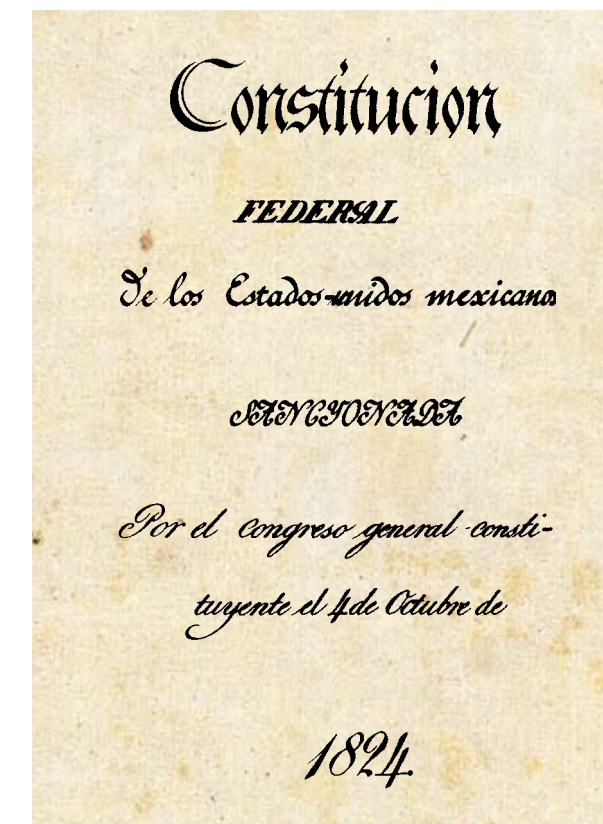 Constitucion
FEDERAL
De los Estados-unidos mexicanos
SANCYONADA
Por el congreso general consti-
tuyente el 4 de Octubre de
1824.